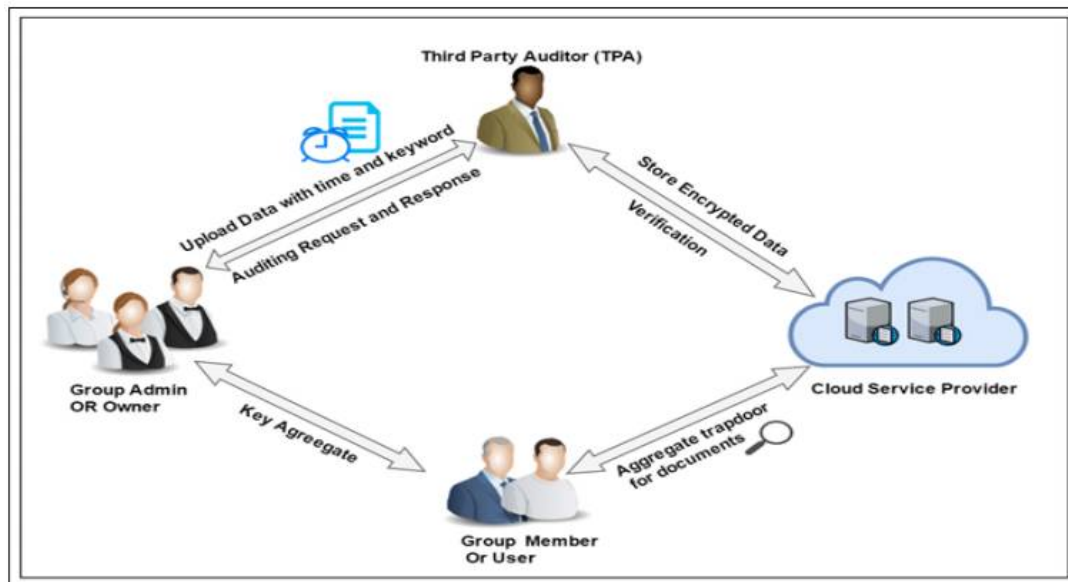 Third Party Auditor (TPA)
Upload Data with time and keyword
Auditing Request and Response
Store Encrypted Data
Verification
Group Admin
OR Owner
Cloud Service Provider
Key Agreegate
Aggregate trapdoor
for documents
Group Member
Or User